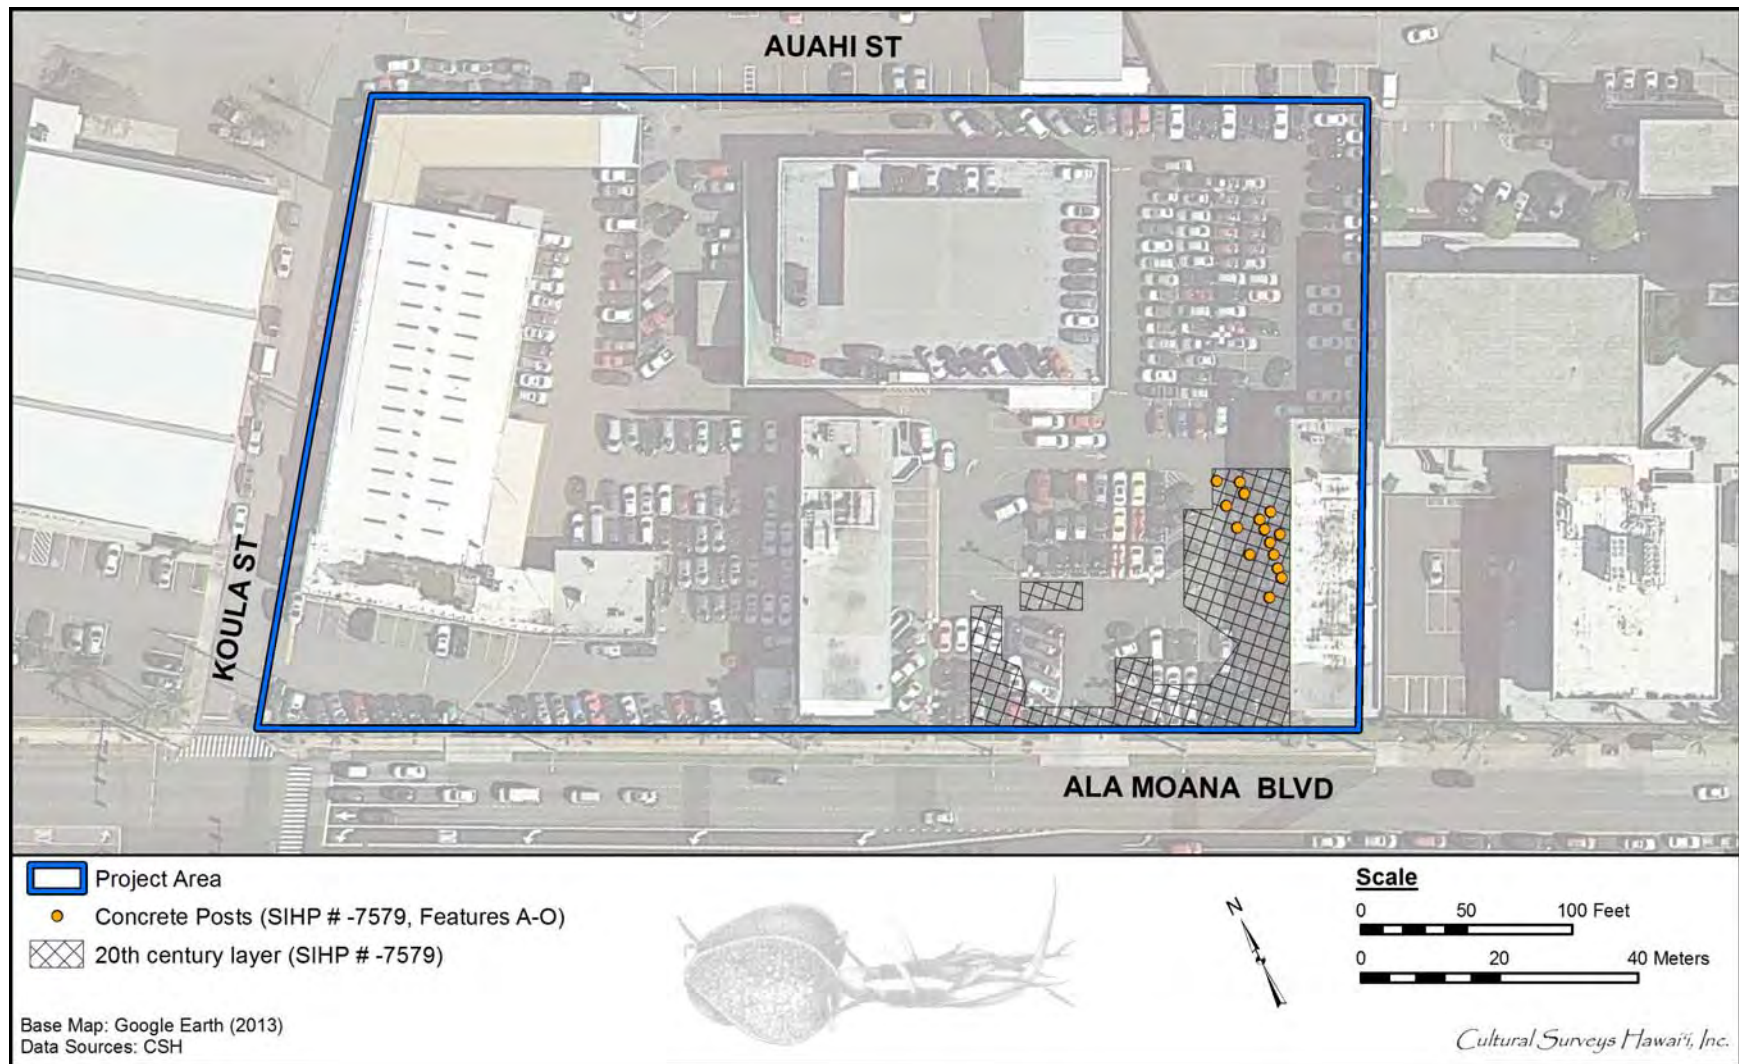 AUAHI ST
KOULA ST
ALA MOANA BLVD
Project Area
Concrete Posts (SIHP # -7579, Features A-O)
20th century layer (SIHP # -7579)
Base Map: Google Earth (2013)
Data Sources: CSH
N
Scale
0 50 100 Feet
0 20 40 Meters
Cultural Surveys Hawai‘i, Inc.